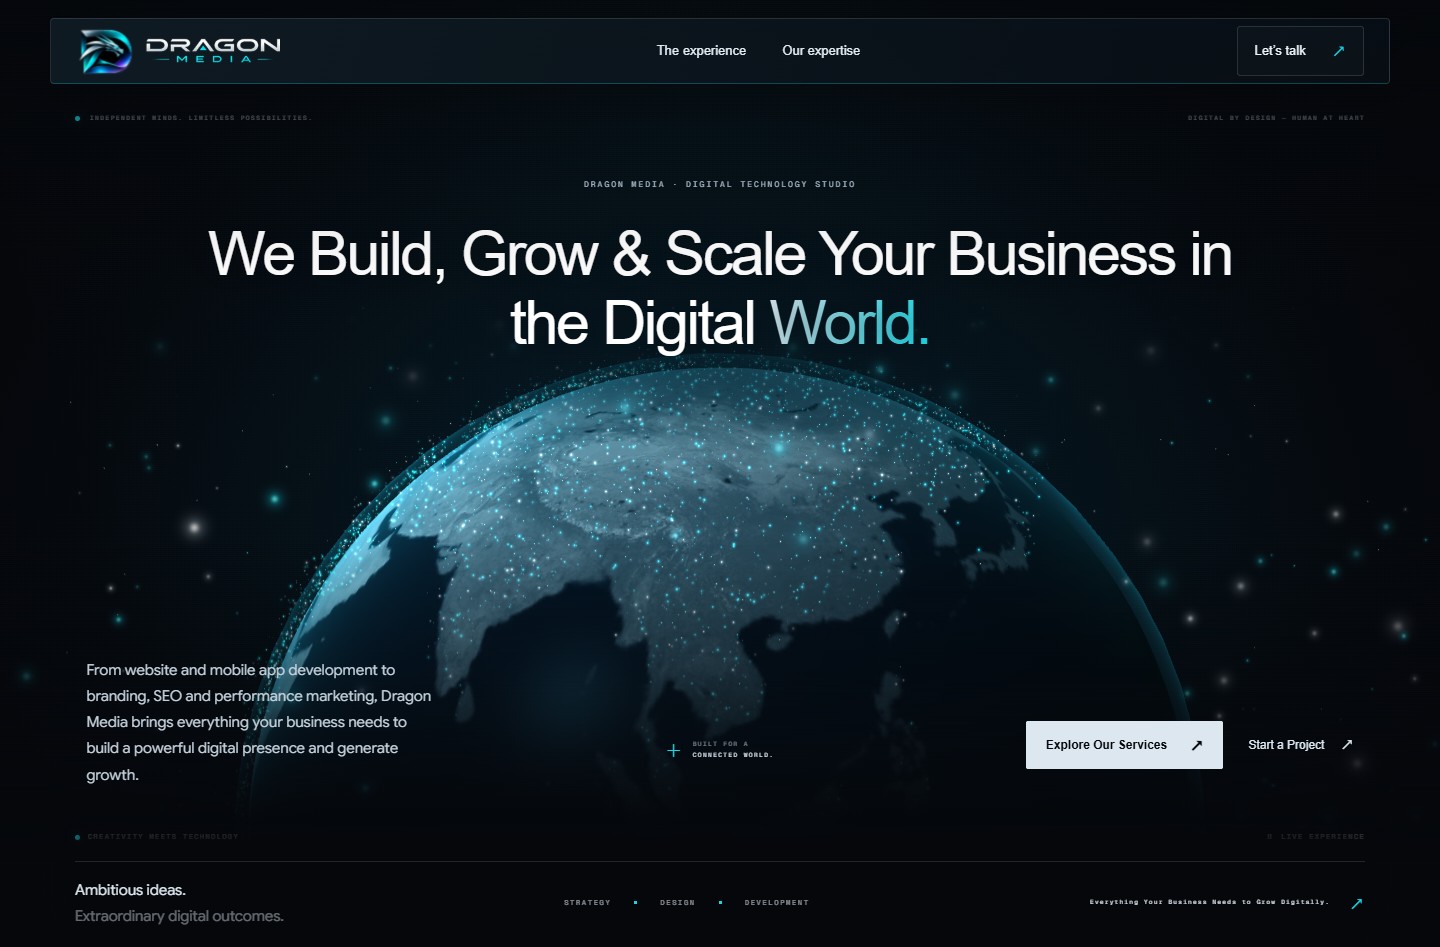 DRAGON
MEDIA
The experience
Our expertise
Let's talk
INDEPENDENT MINDS. LIMITLESS POSSIBILITIES.
DIGITAL BY DESIGN — HUMAN AT HEART
DRAGON MEDIA · DIGITAL TECHNOLOGY STUDIO
We Build, Grow & Scale Your Business in
the Digital World.
From website and mobile app development to
branding, SEO and performance marketing, Dragon
Media brings everything your business needs to
build a powerful digital presence and generate
growth.
BUILT FOR A
CONNECTED WORLD.
Explore Our Services
Start a Project
CREATIVITY MEETS TECHNOLOGY
LIVE EXPERIENCE
Ambitious ideas.
Extraordinary digital outcomes.
STRATEGY
DESIGN
DEVELOPMENT
Everything Your Business Needs to Grow Digitally.